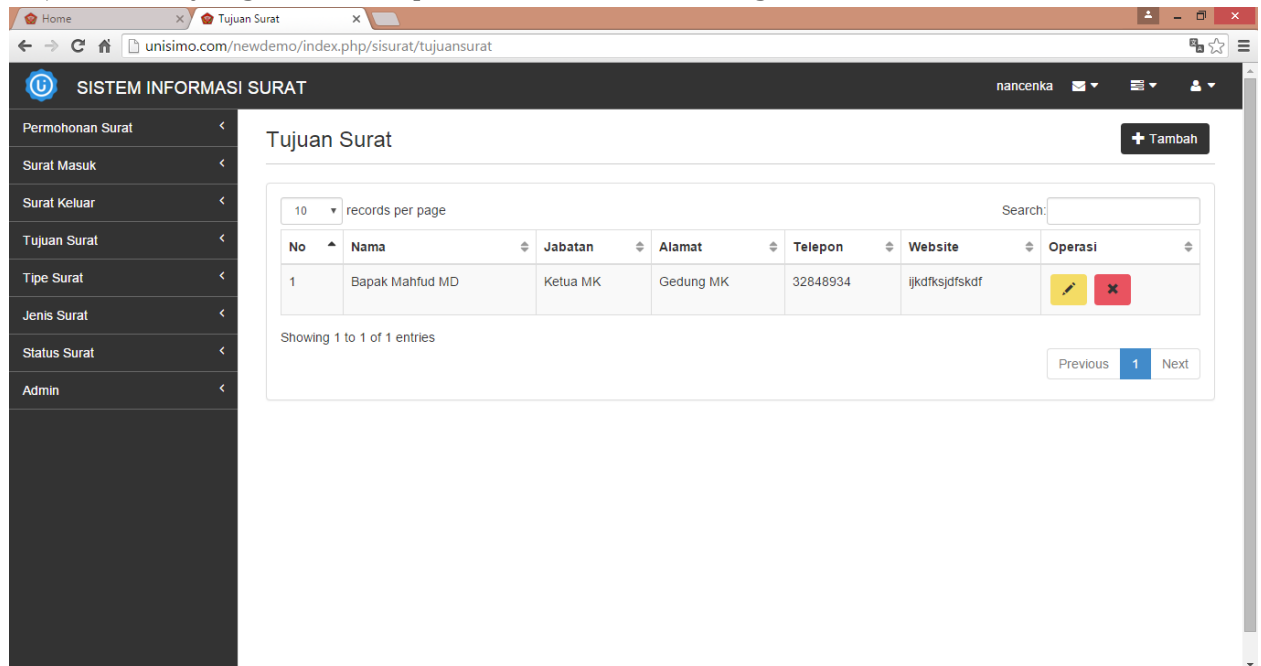 Home
Tujuan Surat
unisimo.com/newdemo/index.php/sisurat/tujuansurat
SISTEM INFORMASI SURAT
nancenka
Permohonan Surat
Surat Masuk
Surat Keluar
Tujuan Surat
Tipe Surat
Jenis Surat
Status Surat
Admin
Tujuan Surat
+ Tambah
10 records per page
Search:
No Nama Jabatan Alamat Telepon Website Operasi
1 Bapak Mahfud MD Ketua MK Gedung MK 32848934 ijkdfksjdfskdf
Showing 1 to 1 of 1 entries
Previous 1 Next